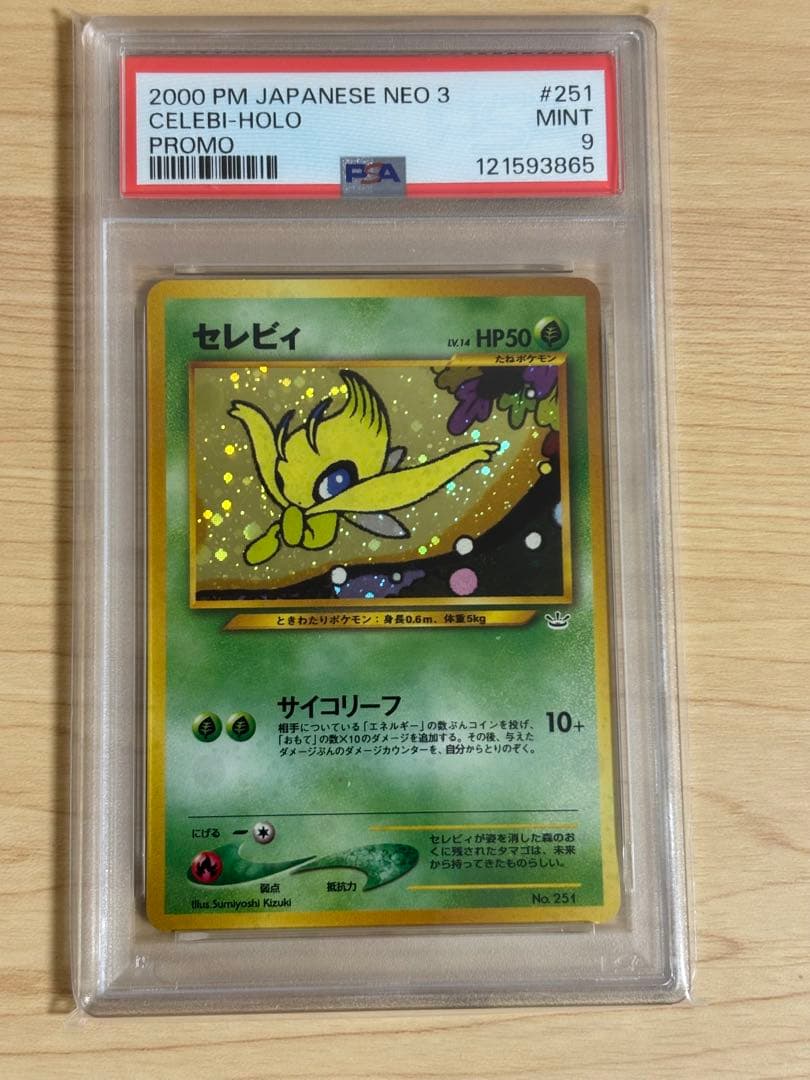 2000 PM JAPANESE NEO 3 #251
CELEBI-HOLO MINT
PROMO 9
PSA 121593865
セレビィ LV.14 HP50
たねポケモン
ときわたりポケモン：身長0.6m、体重5kg
サイコリーフ
相手についている「エネルギー」の数ぶんコインを投げ、
「おもて」の数×10のダメージを追加する。その後、与えた
ダメージぶんのダメージカウンターを、自分からとりのぞく。
10+
にげる
弱点 抵抗力
セレビィが姿を消した森のお
くに残されたタマゴは、未来
から持ってきたものらしい。
Illus.Sumiyoshi Kizuki No. 251